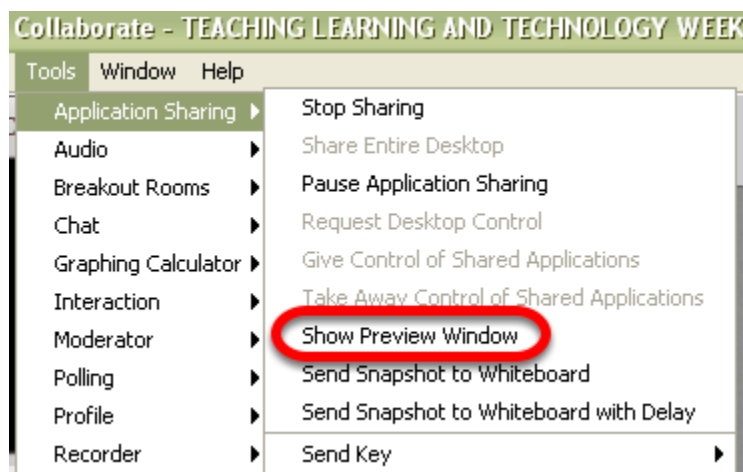 Collaborate - TEACHING LEARNING AND TECHNOLOGY WEEK
Tools Window Help
Application Sharing
Audio
Breakout Rooms
Chat
Graphing Calculator
Interaction
Moderator
Polling
Profile
Recorder
Stop Sharing
Share Entire Desktop
Pause Application Sharing
Request Desktop Control
Give Control of Shared Applications
Take Away Control of Shared Applications
Show Preview Window
Send Snapshot to Whiteboard
Send Snapshot to Whiteboard with Delay
Send Key